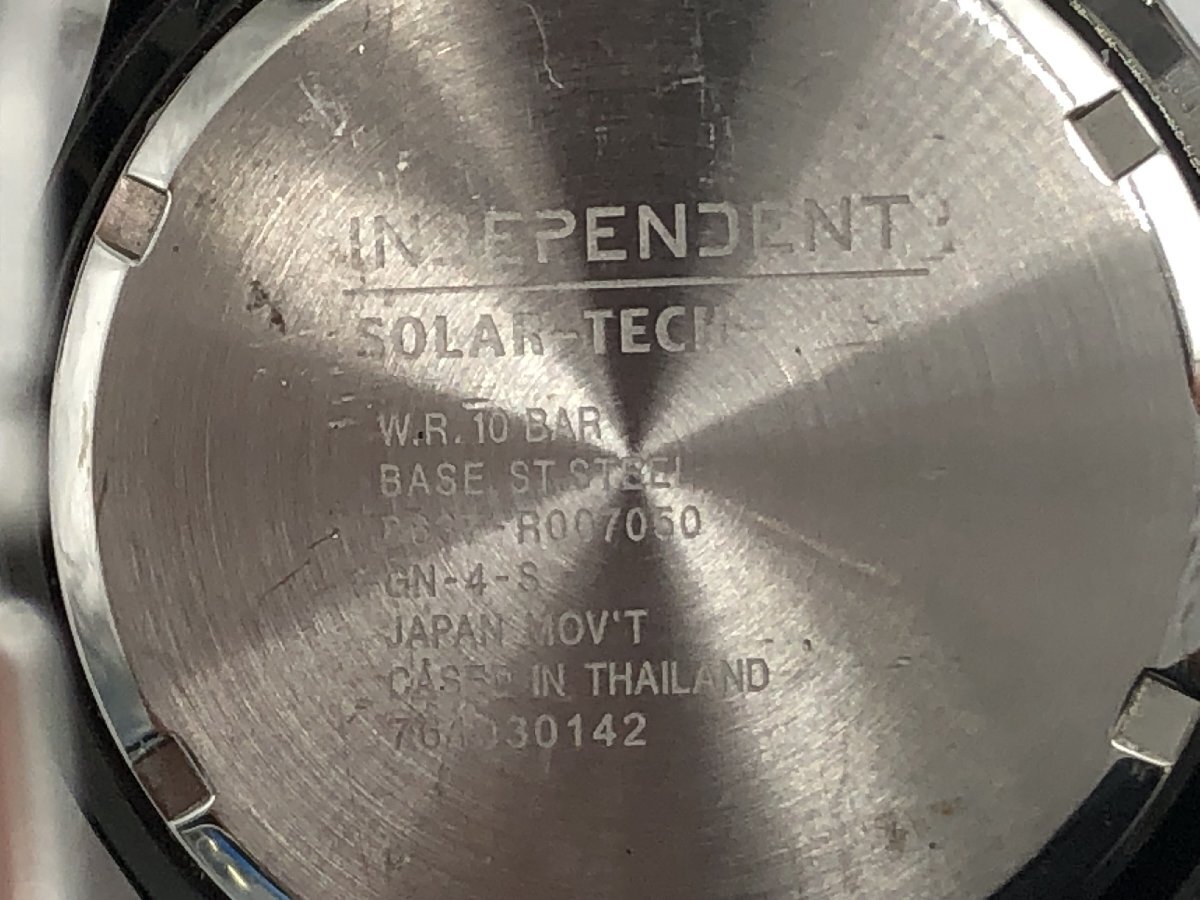 INDEPENDENT
SOLAR-TECH
W.R. 10 BAR
BASE ST.STEEL
GN-4-S
JAPAN MOV'T
CASED IN THAILAND